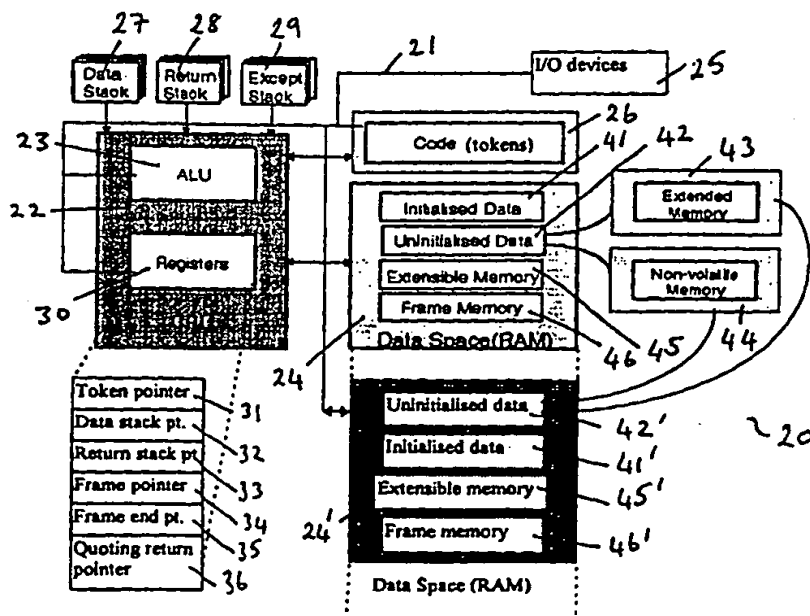 27
28
29
21
I/O devices
25
Data
Stack
Return
Stack
Except
Stack
26
41
42
23
Code (tokens)
43
ALU
22
Initialised Data
Extended
Memory
Uninitialised Data
Registers
Extensible Memory
Non-volatile
Memory
30
Frame Memory
24
Data Space(RAM)
46
45
44
Token pointer
31
Data stack pt.
32
Return stack pt
33
Frame pointer
34
Frame end pt.
35
Quoting return
pointer
36
Uninitialised data
42'
20
Initialised data
41'
Extensible memory
45'
24'
Frame memory
46'
Data Space (RAM)